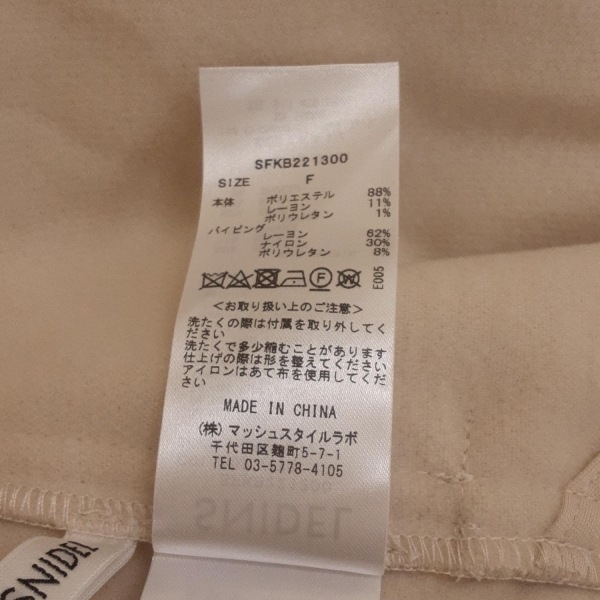 SFKB221300
SIZE F
本体 ポリエステル 88%
レーヨン 11%
ポリウレタン 1%
パイピング
レーヨン 62%
ナイロン 30%
ポリウレタン 8%
F
E005
＜お取り扱い上のご注意＞
洗たくの際は付属を取り外してく
ださい
洗たくで多少縮むことがあります
仕上げの際は形を整えてください
アイロンはあて布を使用してくだ
さい
MADE IN CHINA
(株) マッシュスタイルラボ
千代田区麹町5-7-1
TEL 03-5778-4105
SNIDEL
SNIDEL